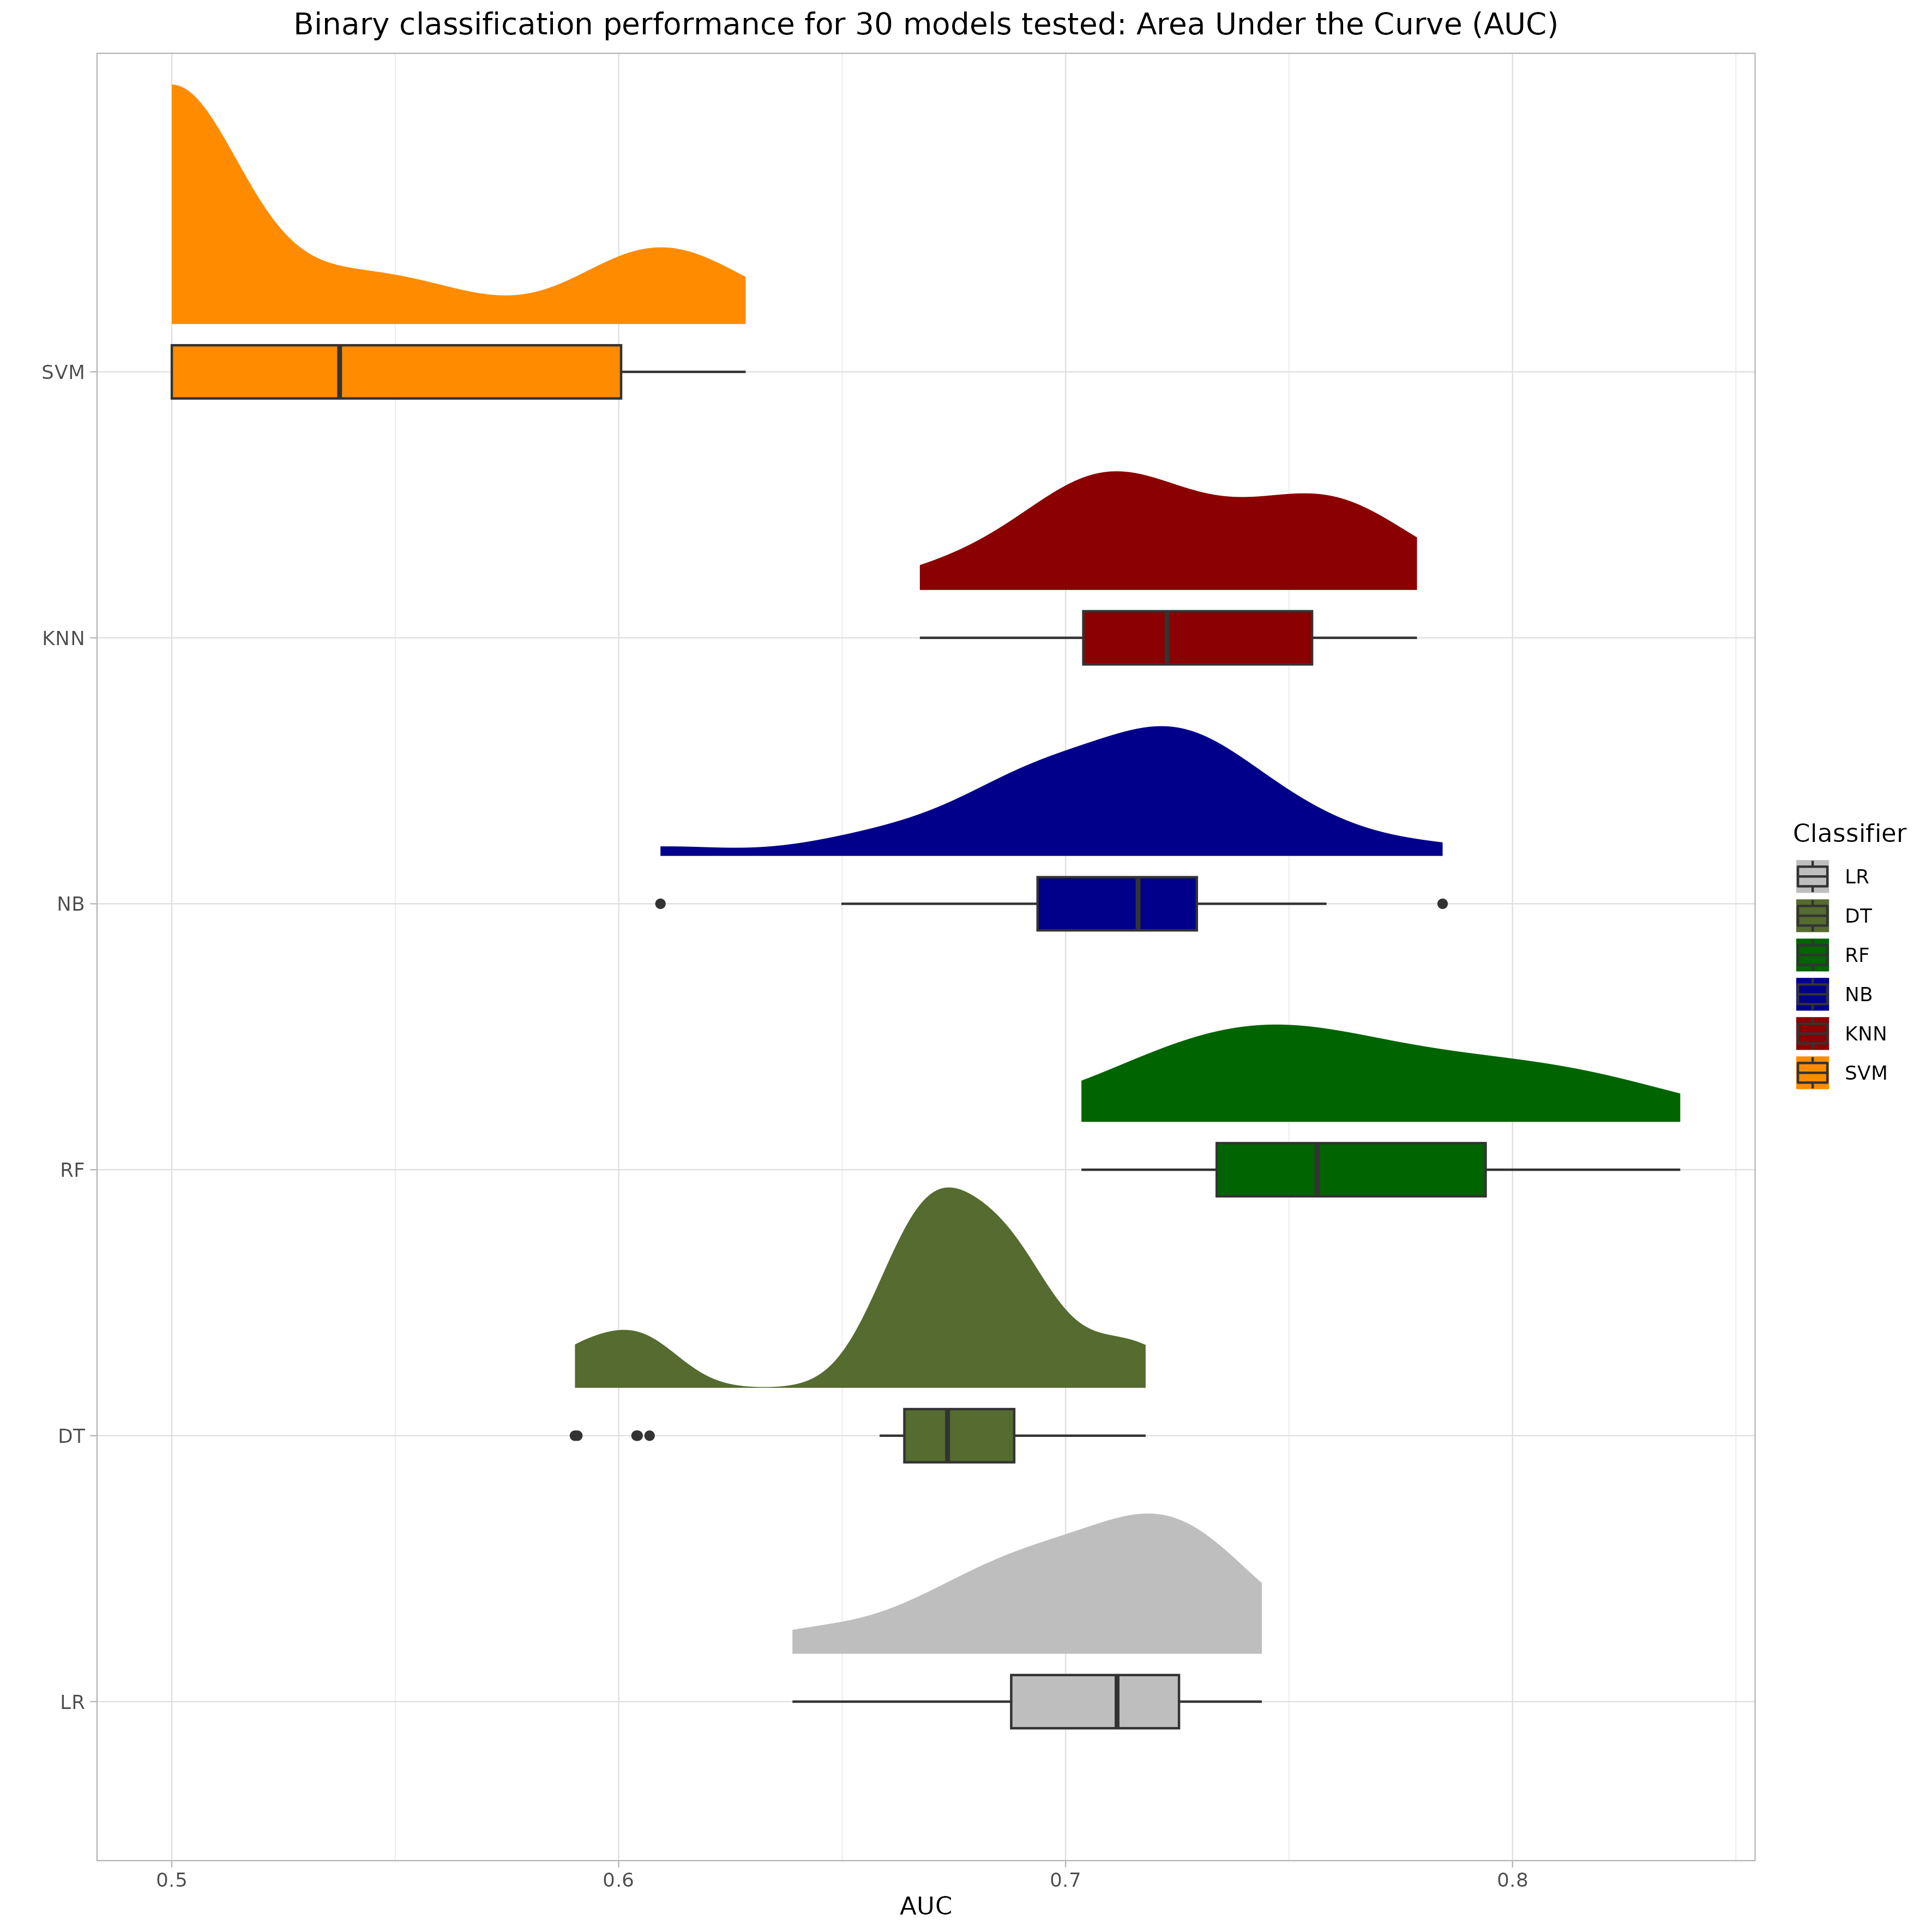 Binary classification performance for 30 models tested: Area Under the Curve (AUC)
SVM
KNN
NB
RF
DT
LR
0.5 0.6 0.7 0.8
AUC
Classifier
LR
DT
RF
NB
KNN
SVM